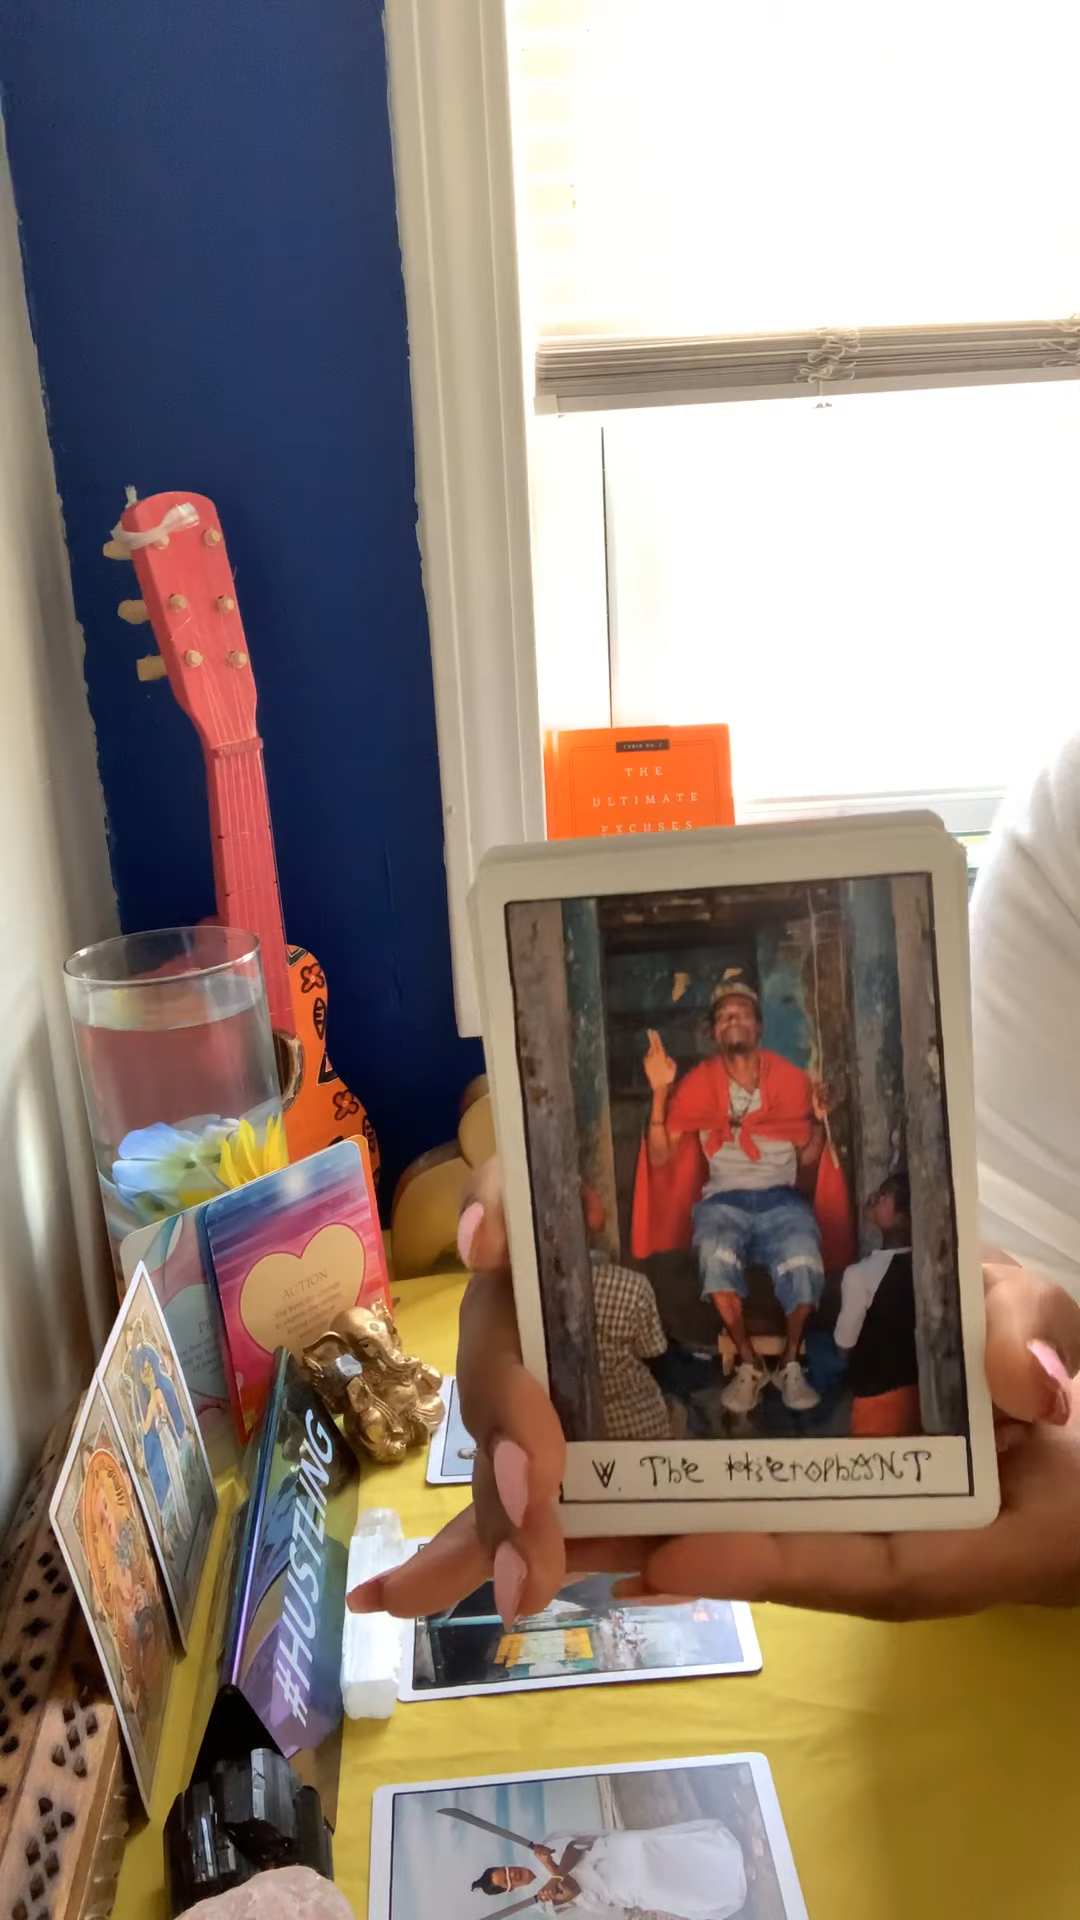 CURIO NO. 1
THE
ULTIMATE
EXCUSES
ACTION
#HUSTLING
V. The HierophANT